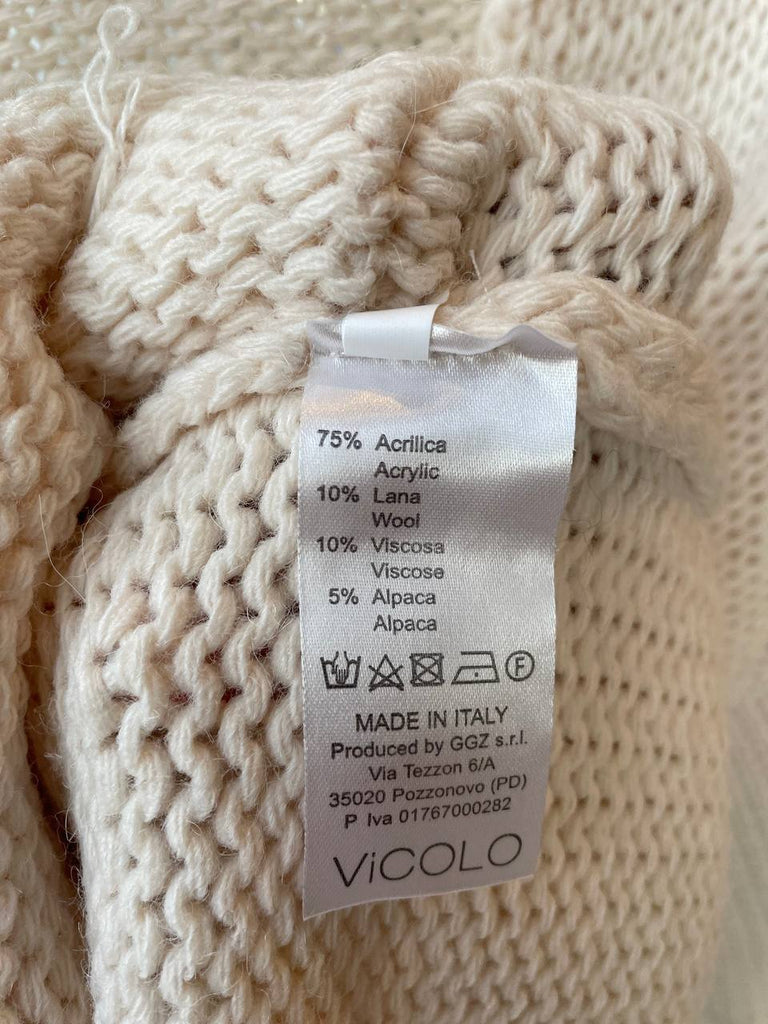 75% Acrilica
Acrylic
10% Lana
Wool
10% Viscosa
Viscose
5% Alpaca
Alpaca
F
MADE IN ITALY
Produced by GGZ s.r.l.
Via Tezzon 6/A
35020 Pozzonovo (PD)
P Iva 01767000282
ViCOLO